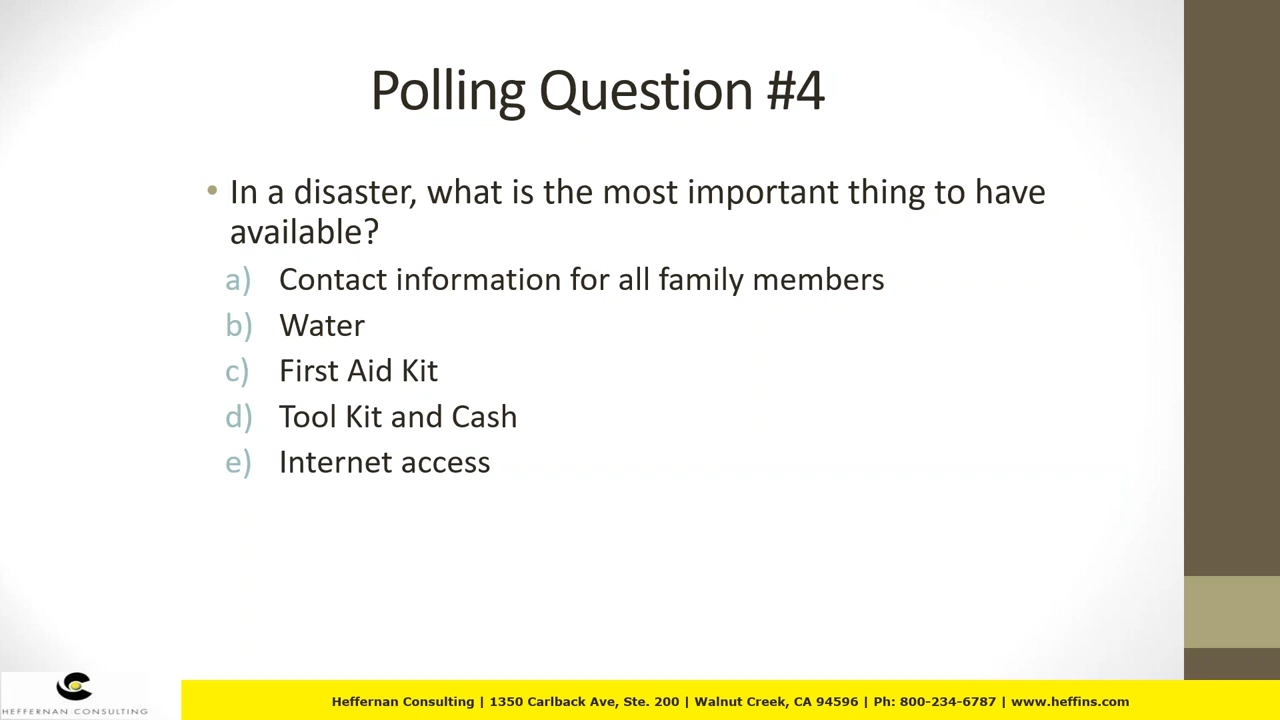 Polling Question #4
• In a disaster, what is the most important thing to have
available?
a) Contact information for all family members
b) Water
c) First Aid Kit
d) Tool Kit and Cash
e) Internet access
HEFFERNAN CONSULTING
Heffernan Consulting | 1350 Carlback Ave, Ste. 200 | Walnut Creek, CA 94596 | Ph: 800-234-6787 | www.heffins.com